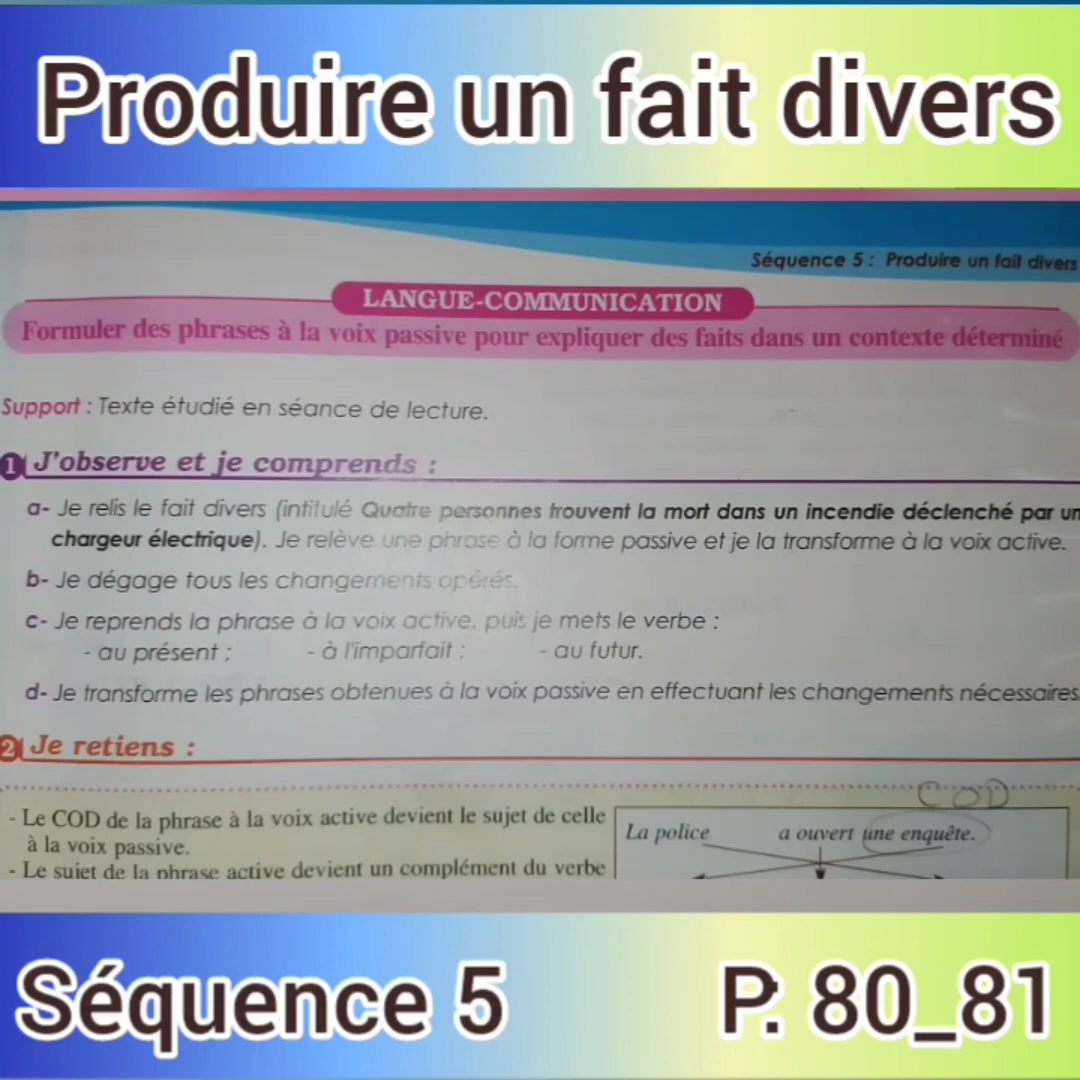 Produire un fait divers
Séquence 5 : Produire un fait divers
LANGUE-COMMUNICATION
Formuler des phrases à la voix passive pour expliquer des faits dans un contexte déterminé
Support : Texte étudié en séance de lecture.
1 J'observe et je comprends :
a- Je relis le fait divers (intitulé Quatre personnes trouvent la mort dans un incendie déclenché par un
chargeur électrique). Je relève une phrase à la forme passive et je la transforme à la voix active.
b- Je dégage tous les changements opérés.
c- Je reprends la phrase à la voix active, puis je mets le verbe :
- au présent ; - à l'imparfait ; - au futur.
d- Je transforme les phrases obtenues à la voix passive en effectuant les changements nécessaires
2 Je retiens :
COD
- Le COD de la phrase à la voix active devient le sujet de celle
à la voix passive.
- Le sujet de la phrase active devient un complément du verbe
La police a ouvert une enquête.
Séquence 5 P. 80_81